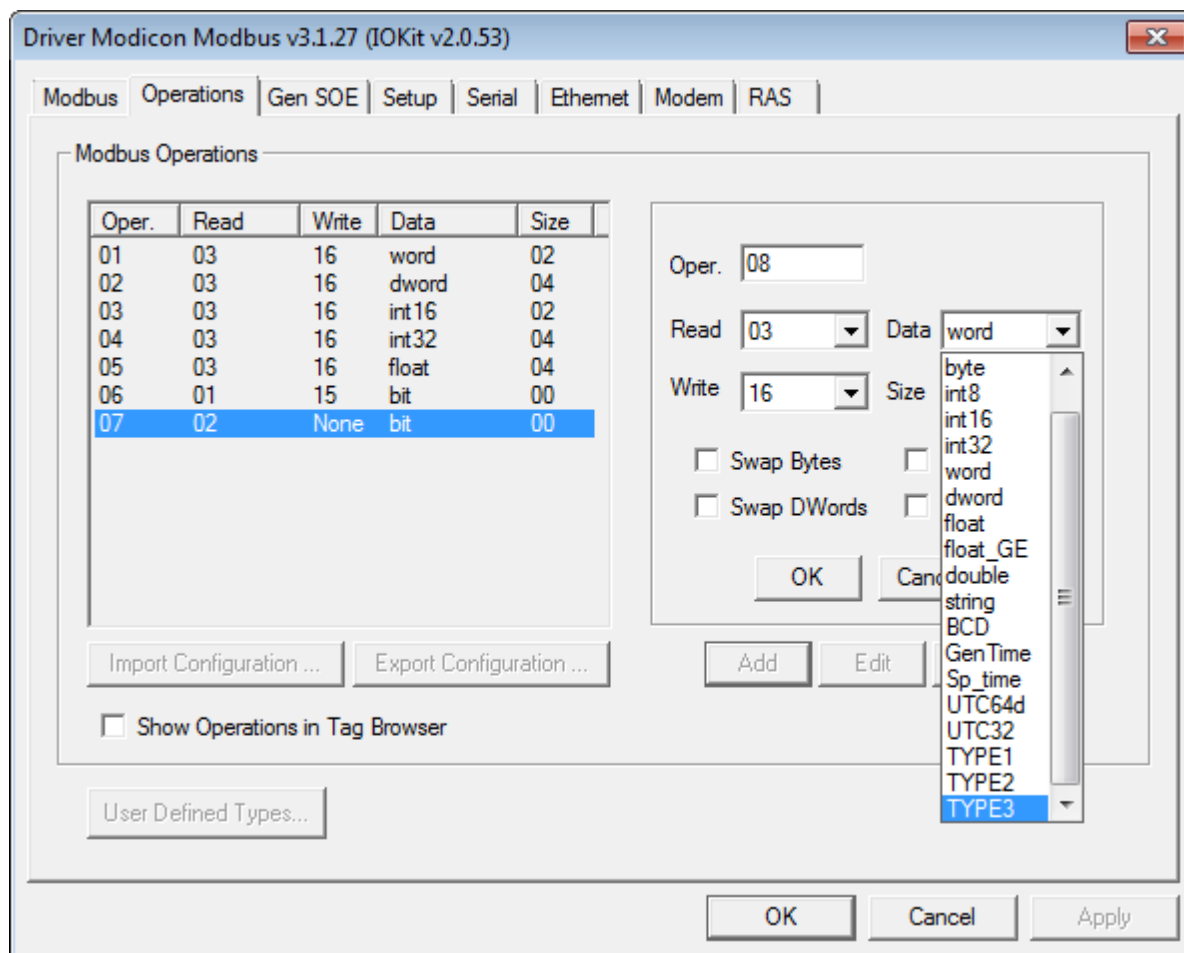 Driver Modicon Modbus v3.1.27 (IOKit v2.0.53)
Modbus Operations Gen SOE Setup Serial Ethernet Modem RAS
Modbus Operations
Oper. Read Write Data Size
01 03 16 word 02
02 03 16 dword 04
03 03 16 int16 02
04 03 16 int32 04
05 03 16 float 04
06 01 15 bit 00
07 02 None bit 00
Oper. 08
Read 03 Data word
Write 16 Size
Swap Bytes
Swap DWords
OK
byte
int8
int16
int32
word
dword
float
float_GE
double
string
BCD
GenTime
Sp_time
UTC64d
UTC32
TYPE1
TYPE2
TYPE3
Import Configuration ... Export Configuration ... Add Edit
Show Operations in Tag Browser
User Defined Types...
OK Cancel Apply